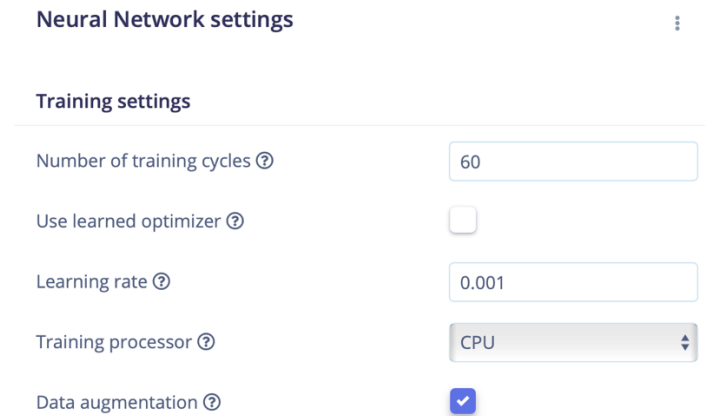 Neural Network settings
Training settings
Number of training cycles ?
60
Use learned optimizer ?
Learning rate ?
0.001
Training processor ?
CPU
Data augmentation ?